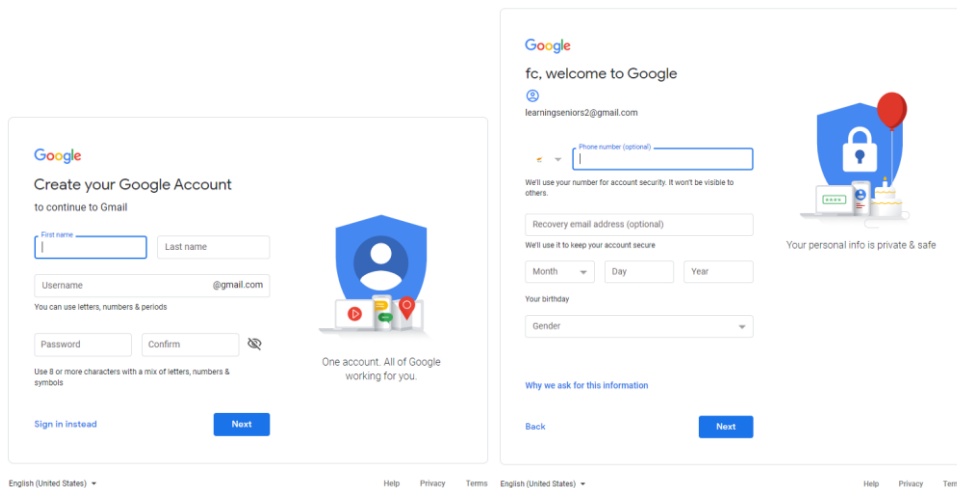 Google
Create your Google Account
to continue to Gmail
First name
Last name
Username
@gmail.com
You can use letters, numbers & periods
Password
Confirm
Use 8 or more characters with a mix of letters, numbers &
symbols
Sign in instead
Next
One account. All of Google
working for you.
English (United States)
Help
Privacy
Terms
Google
fc, welcome to Google
learningseniors2@gmail.com
Phone number (optional)
We'll use your number for account security. It won't be visible to
others.
Recovery email address (optional)
We'll use it to keep your account secure
Month
Day
Year
Your birthday
Gender
Why we ask for this information
Back
Next
Your personal info is private & safe
English (United States)
Help
Privacy